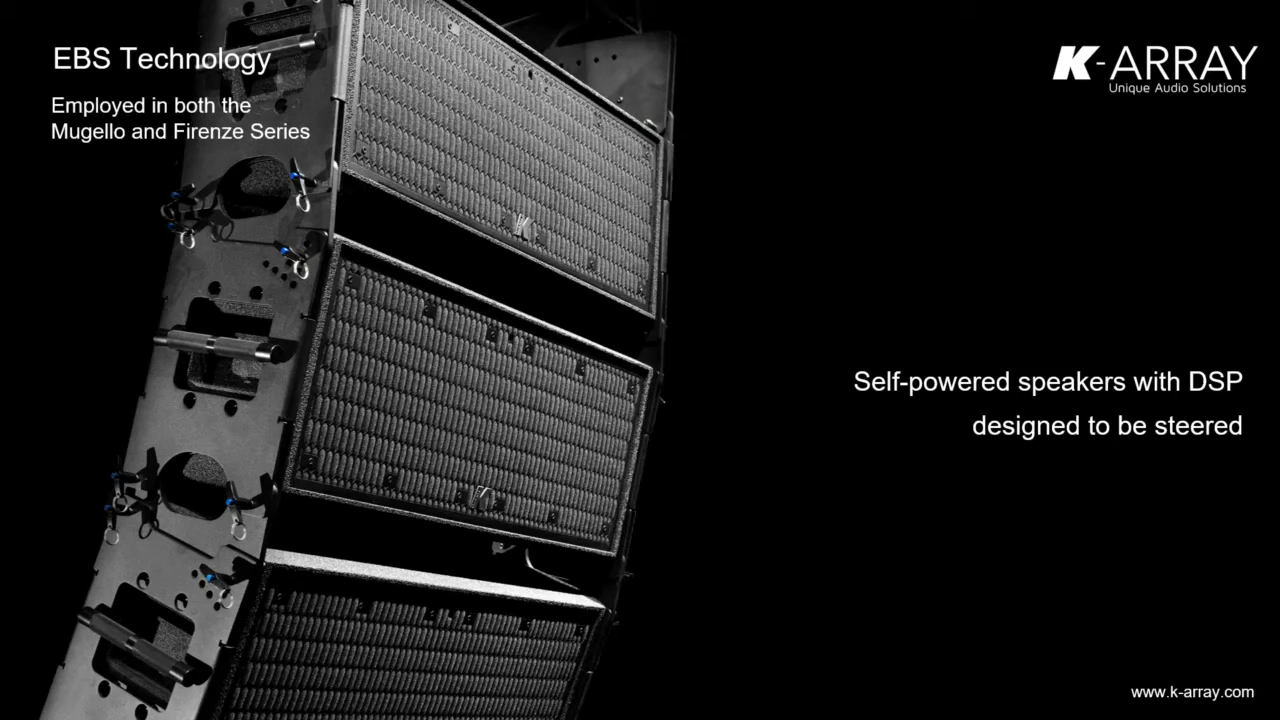 EBS Technology
Employed in both the
Mugello and Firenze Series
K-ARRAY
Unique Audio Solutions
Self-powered speakers with DSP
designed to be steered
www.k-array.com